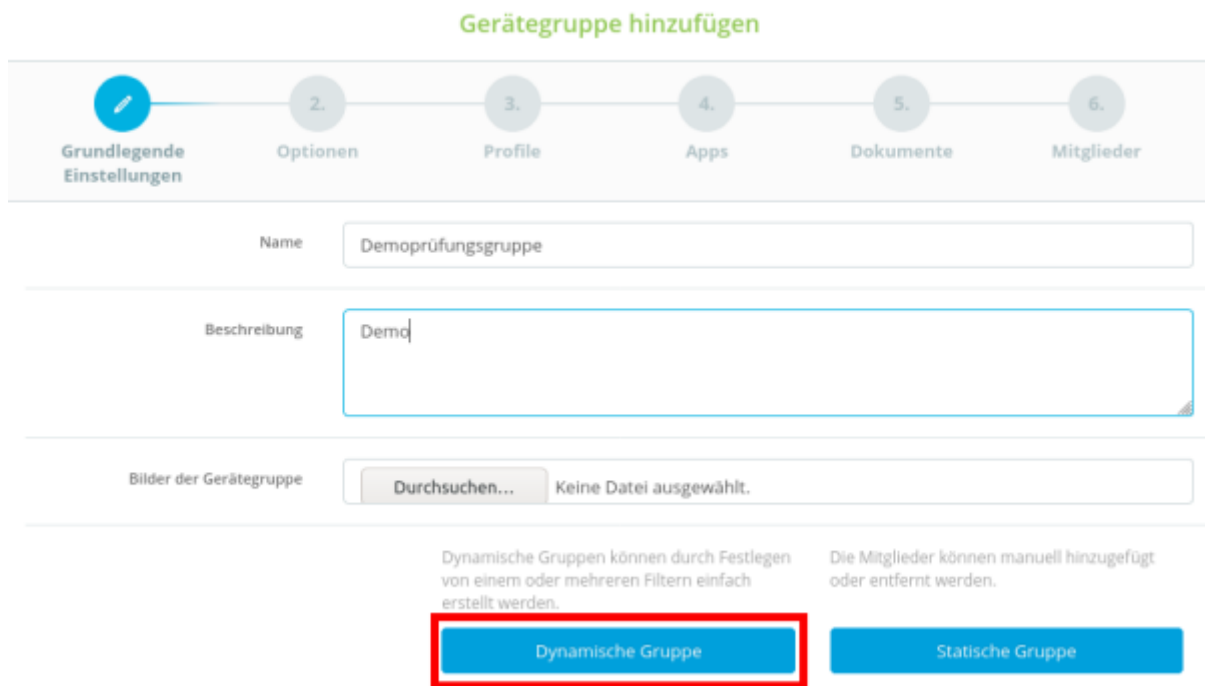 Gerätegruppe hinzufügen
2.
3.
4.
5.
6.
Grundlegende
Einstellungen
Optionen
Profile
Apps
Dokumente
Mitglieder
Name
Demoprüfungsgruppe
Beschreibung
Demo
Bilder der Gerätegruppe
Durchsuchen...
Keine Datei ausgewählt.
Dynamische Gruppen können durch Festlegen
von einem oder mehreren Filtern einfach
erstellt werden.
Die Mitglieder können manuell hinzugefügt
oder entfernt werden.
Dynamische Gruppe
Statische Gruppe